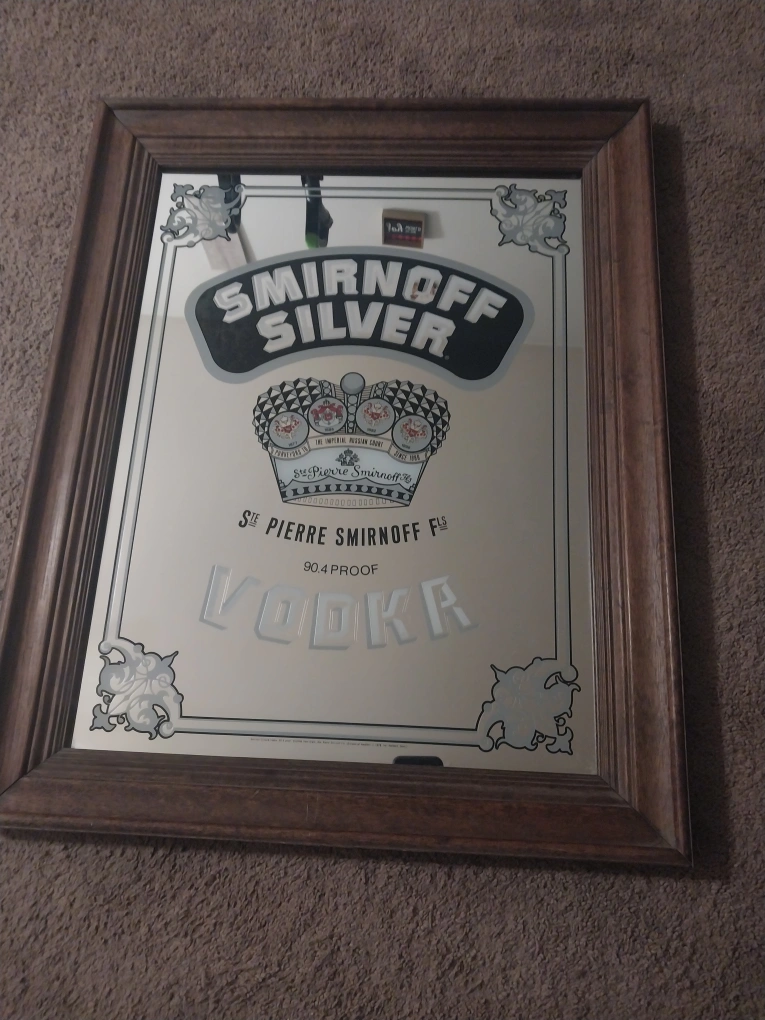 SMIRNOFF
SILVER
THE IMPERIAL RUSSIAN COURT
SINCE 1886
Ste Pierre Smirnoff Fls
STE PIERRE SMIRNOFF FLS
90.4 PROOF
VODKA